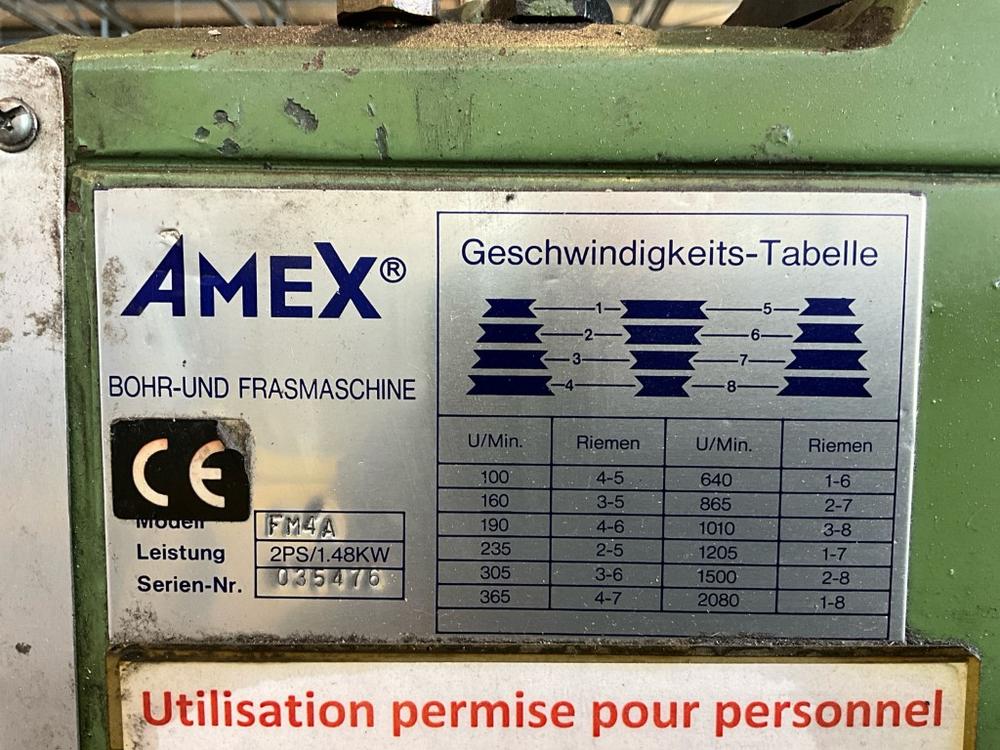 AMEX®
BOHR-UND FRASMASCHINE
CE
Modell FM4A
Leistung 2PS/1.48KW
Serien-Nr. 035476
Geschwindigkeits-Tabelle
1 5
2 6
3 7
4 8
U/Min. Riemen U/Min. Riemen
100 4-5 640 1-6
160 3-5 865 2-7
190 4-6 1010 3-8
235 2-5 1205 1-7
305 3-6 1500 2-8
365 4-7 2080 1-8
Utilisation permise pour personnel